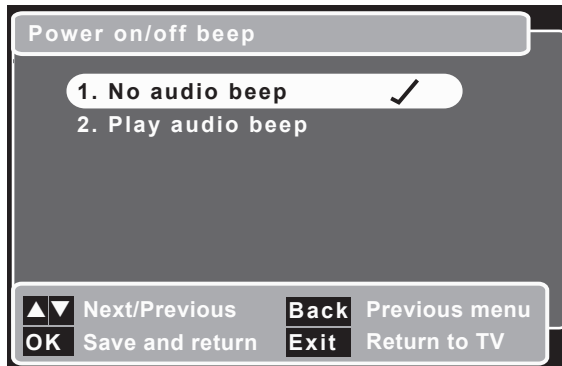 Power on/off beep
1. No audio beep
2. Play audio beep
▲▼ Next/Previous Back Previous menu
OK Save and return Exit Return to TV